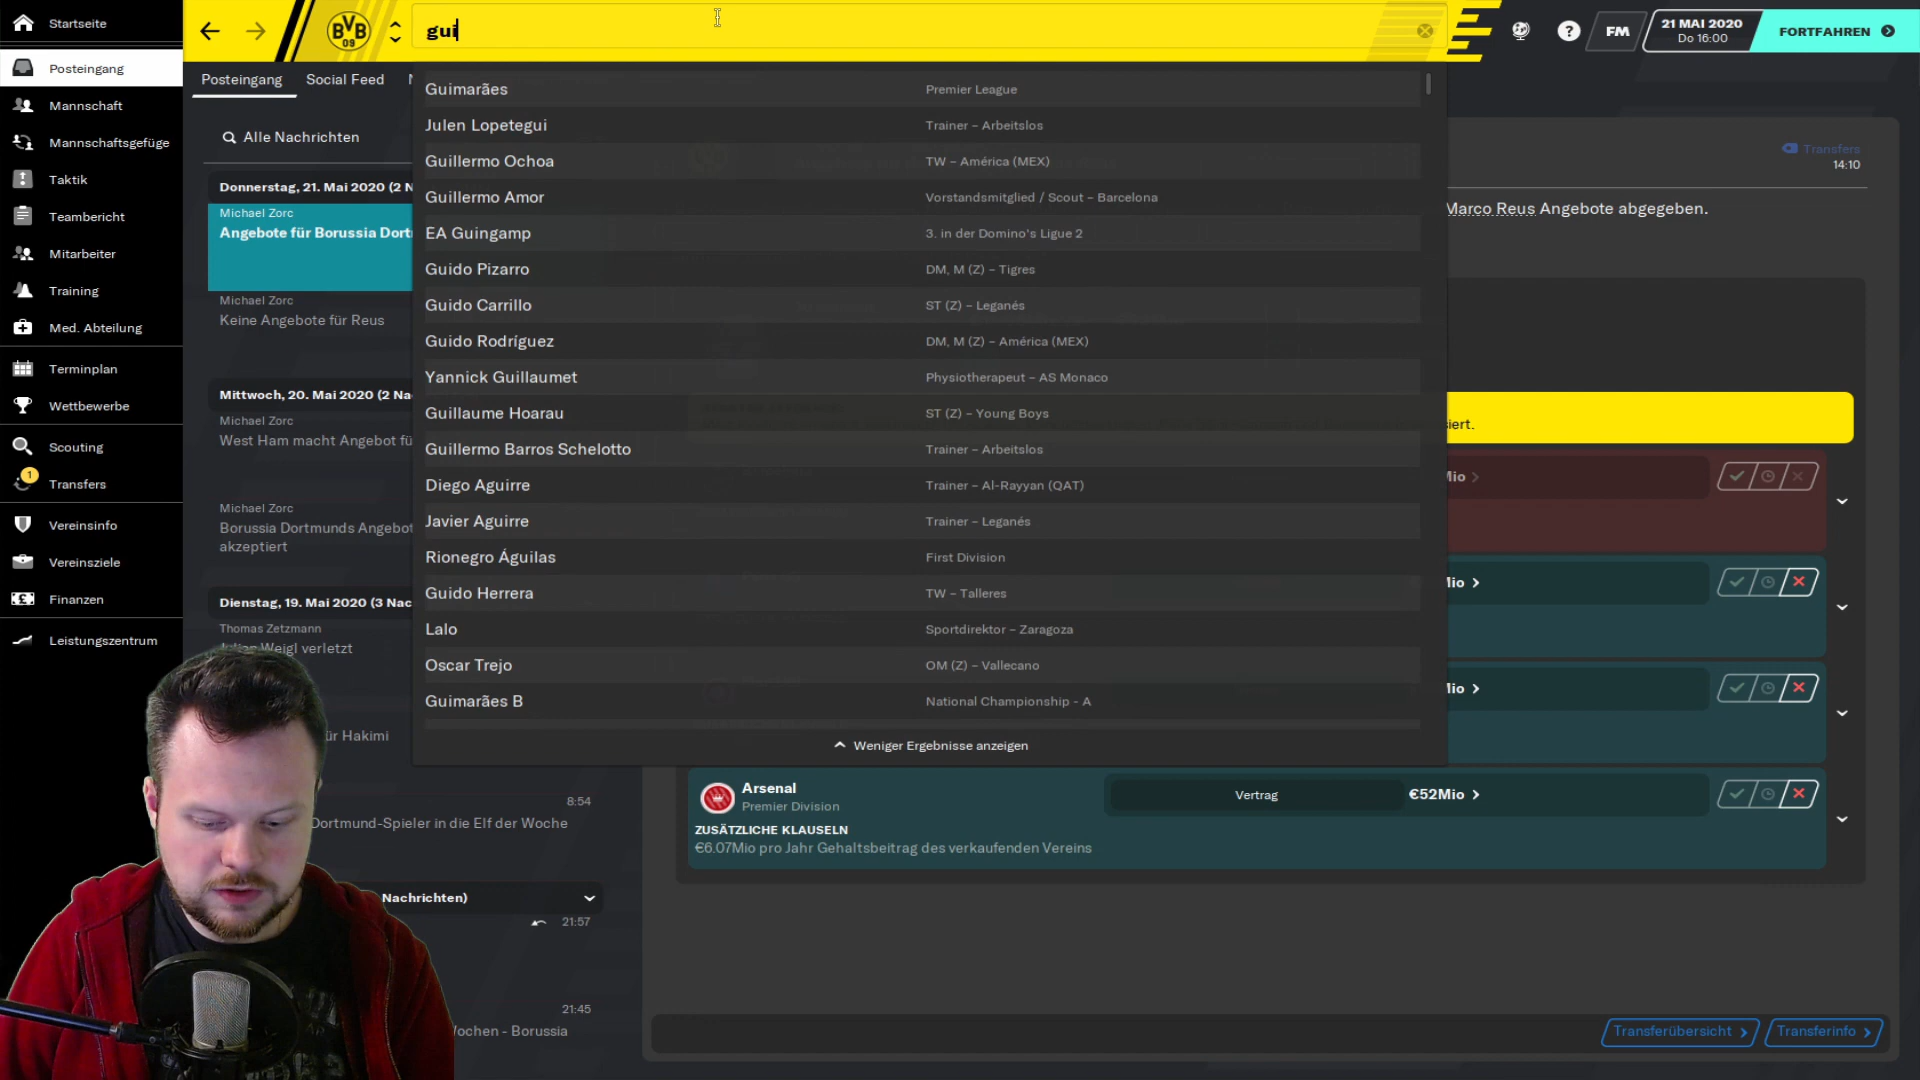 Startseite
Posteingang
Mannschaft
Mannschaftsgefüge
Taktik
Teambericht
Mitarbeiter
Training
Med. Abteilung
Terminplan
Wettbewerbe
Scouting
1
Transfers
Vereinsinfo
Vereinsziele
Finanzen
Leistungszentrum
BVB
09
gui
FM
21 MAI 2020
Do 16:00
FORTFAHREN
Posteingang
Social Feed
Alle Nachrichten
Donnerstag, 21. Mai 2020 (2 N
Michael Zorc
Angebote für Borussia Dort
Michael Zorc
Keine Angebote für Reus
Mittwoch, 20. Mai 2020 (2 Na
Michael Zorc
West Ham macht Angebot fü
Michael Zorc
Borussia Dortmunds Angebot
akzeptiert
Dienstag, 19. Mai 2020 (3 Nac
Thomas Zetzmann
Julian Weigl verletzt
ür Hakimi
8:54
Dortmund-Spieler in die Elf der Woche
Nachrichten)
21:57
21:45
ochen - Borussia
Guimarães Premier League
Julen Lopetegui Trainer – Arbeitslos
Guillermo Ochoa TW – América (MEX)
Guillermo Amor Vorstandsmitglied / Scout – Barcelona
EA Guingamp 3. in der Domino's Ligue 2
Guido Pizarro DM, M (Z) – Tigres
Guido Carrillo ST (Z) – Leganés
Guido Rodríguez DM, M (Z) – América (MEX)
Yannick Guillaumet Physiotherapeut – AS Monaco
Guillaume Hoarau ST (Z) – Young Boys
Guillermo Barros Schelotto Trainer – Arbeitslos
Diego Aguirre Trainer – Al-Rayyan (QAT)
Javier Aguirre Trainer – Leganés
Rionegro Águilas First Division
Guido Herrera TW – Talleres
Lalo Sportdirektor – Zaragoza
Oscar Trejo OM (Z) – Vallecano
Guimarães B National Championship - A
Weniger Ergebnisse anzeigen
Transfers
14:10
Marco Reus Angebote abgegeben.
iert.
Mio
Mio
Mio
Arsenal
Premier Division
Vertrag
€52Mio
ZUSÄTZLICHE KLAUSELN
€6.07Mio pro Jahr Gehaltsbeitrag des verkaufenden Vereins
Transferübersicht
Transferinfo